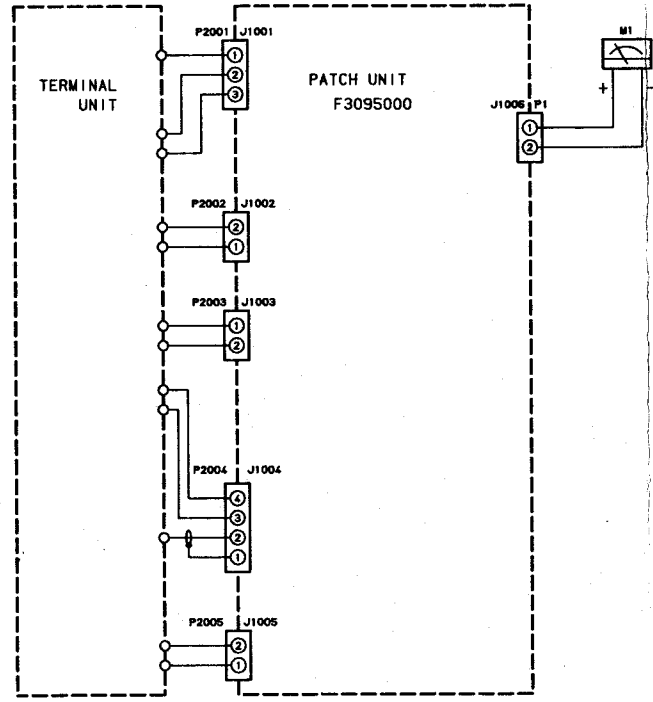 P2001 J1001
M1
1
2
3
TERMINAL
UNIT
PATCH UNIT
F3095000
+
-
J1006 P1
1
2
P2002 J1002
2
1
P2003 J1003
1
2
P2004 J1004
4
3
2
1
P2005 J1005
2
1